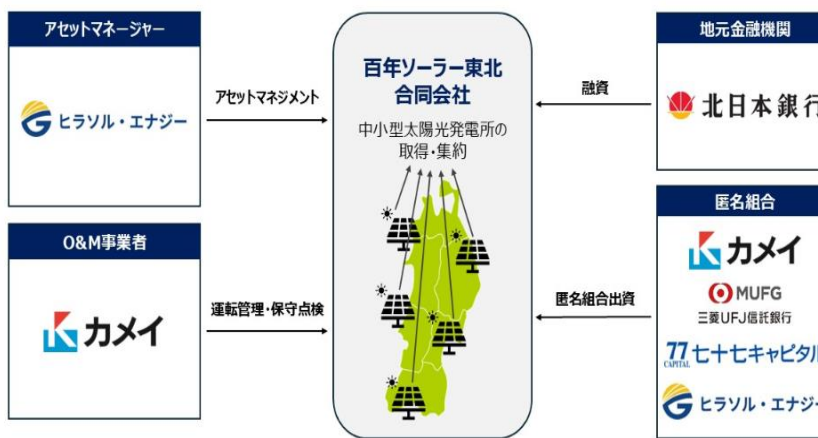 アセットマネージャー
ヒラソル・エナジー
アセットマネジメント
O&M事業者
カメイ
運転管理・保守点検
百年ソーラー東北
合同会社
中小型太陽光発電所の
取得・集約
地元金融機関
北日本銀行
融資
匿名組合
カメイ
MUFG
三菱UFJ信託銀行
77 七十七キャピタル
CAPITAL
ヒラソル・エナジー
匿名組合出資